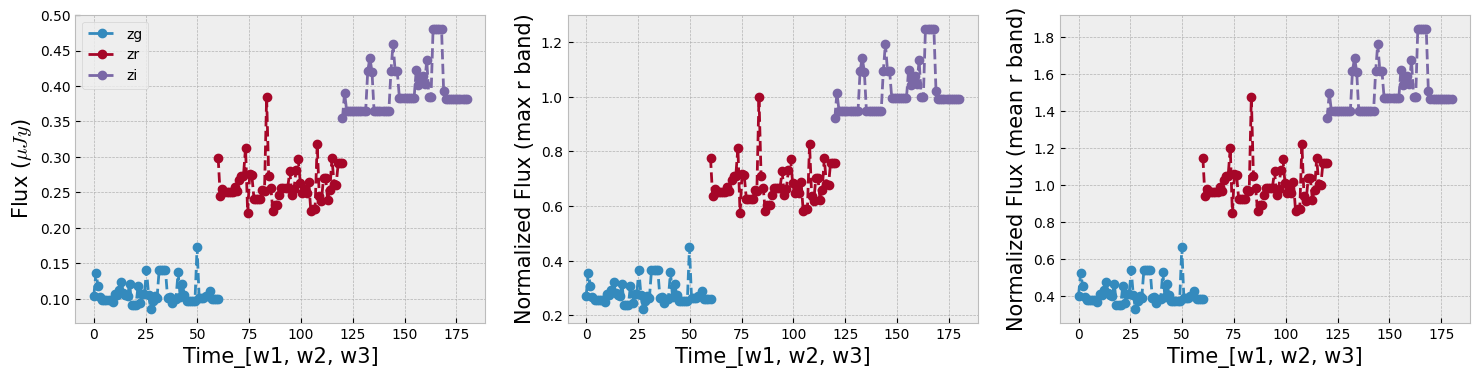 Flux (μJy)
0.50
0.45
0.40
0.35
0.30
0.25
0.20
0.15
0.10
zg
zr
zi
0 25 50 75 100 125 150 175
Time_[w1, w2, w3]
Normalized Flux (max r band)
1.2
1.0
0.8
0.6
0.4
0.2
0 25 50 75 100 125 150 175
Time_[w1, w2, w3]
Normalized Flux (mean r band)
1.8
1.6
1.4
1.2
1.0
0.8
0.6
0.4
0 25 50 75 100 125 150 175
Time_[w1, w2, w3]